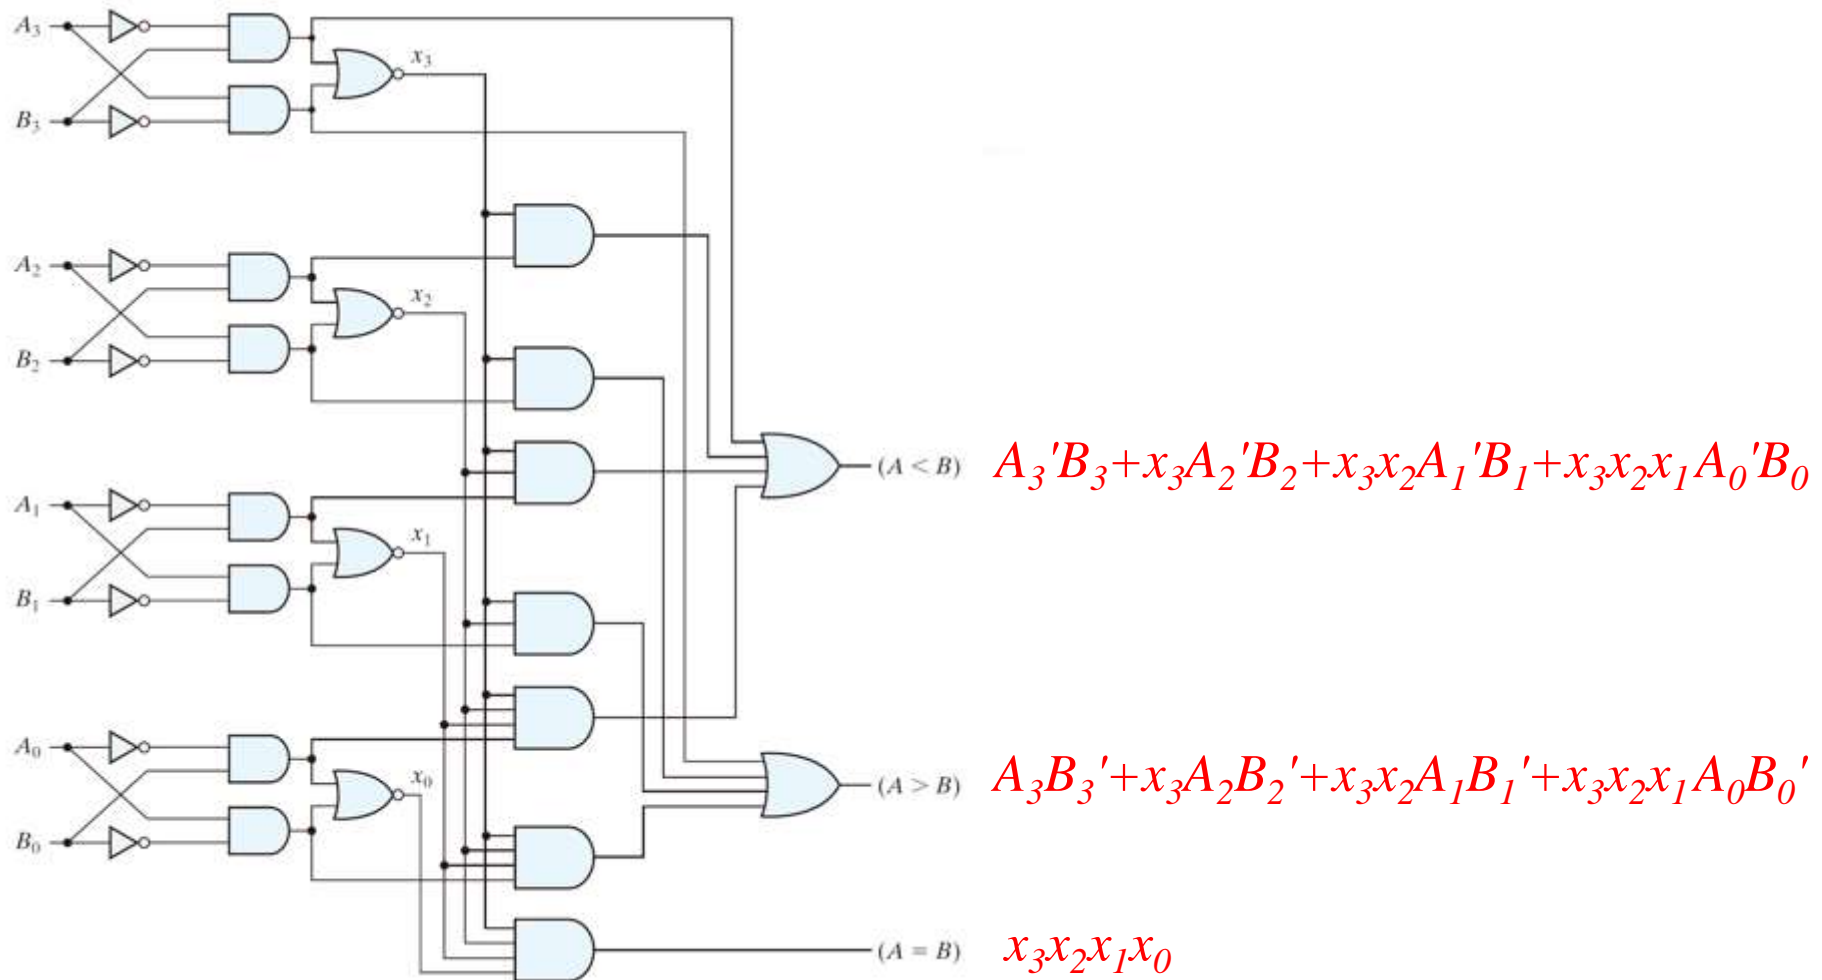 A₃
x₃
B₃
A₂
x₂
B₂
(A < B) A₃'B₃+x₃A₂'B₂+x₃x₂A₁'B₁+x₃x₂x₁A₀'B₀
A₁
x₁
B₁
A₀
x₀
(A > B) A₃B₃'+x₃A₂B₂'+x₃x₂A₁B₁'+x₃x₂x₁A₀B₀'
B₀
(A = B) x₃x₂x₁x₀